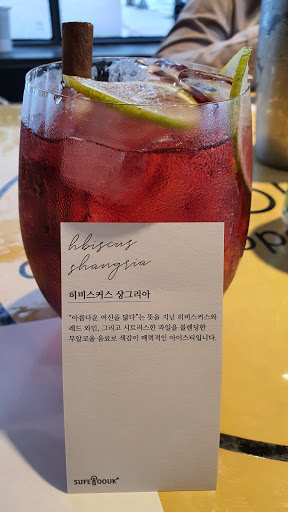 hbiscus
shangria
히비스커스 샹그리아
"아름다운 여신을 닮다"는 뜻을 지닌 히비스커스와
레드 와인, 그리고 시트러스한 과일을 블렌딩한
무알코올 음료로 색감이 매력적인 아이스티입니다.